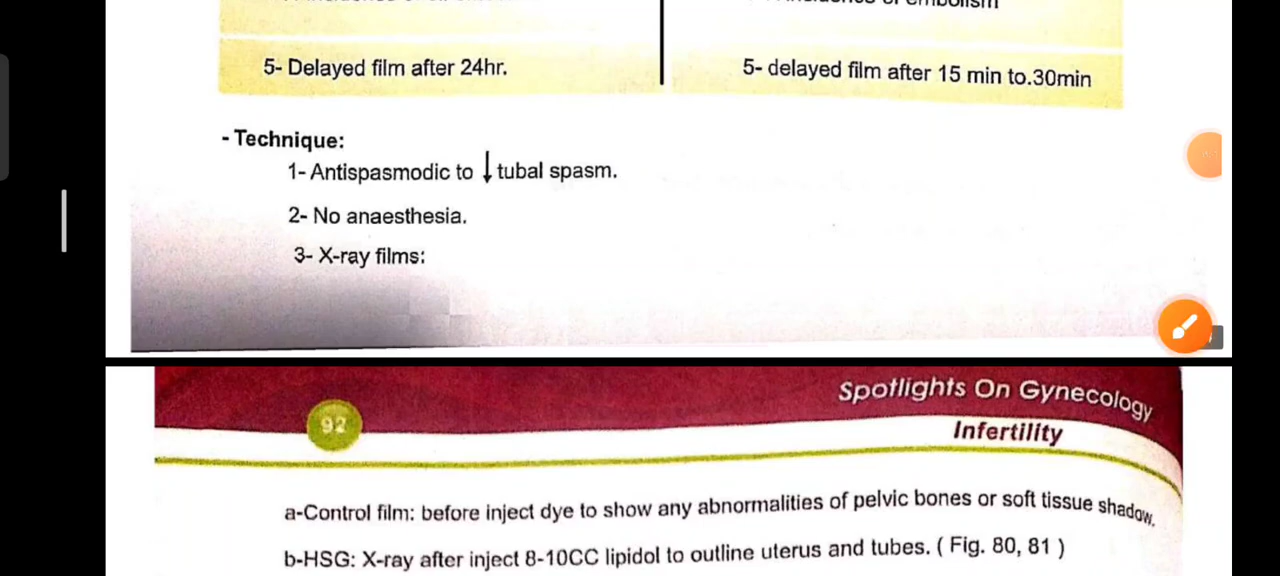 embolism
5- Delayed film after 24hr.
5- delayed film after 15 min to.30min
- Technique:
1- Antispasmodic to ↓ tubal spasm.
2- No anaesthesia.
3- X-ray films:
92
Spotlights On Gynecology
Infertility
a-Control film: before inject dye to show any abnormalities of pelvic bones or soft tissue shadow.
b-HSG: X-ray after inject 8-10CC lipidol to outline uterus and tubes. ( Fig. 80, 81 )